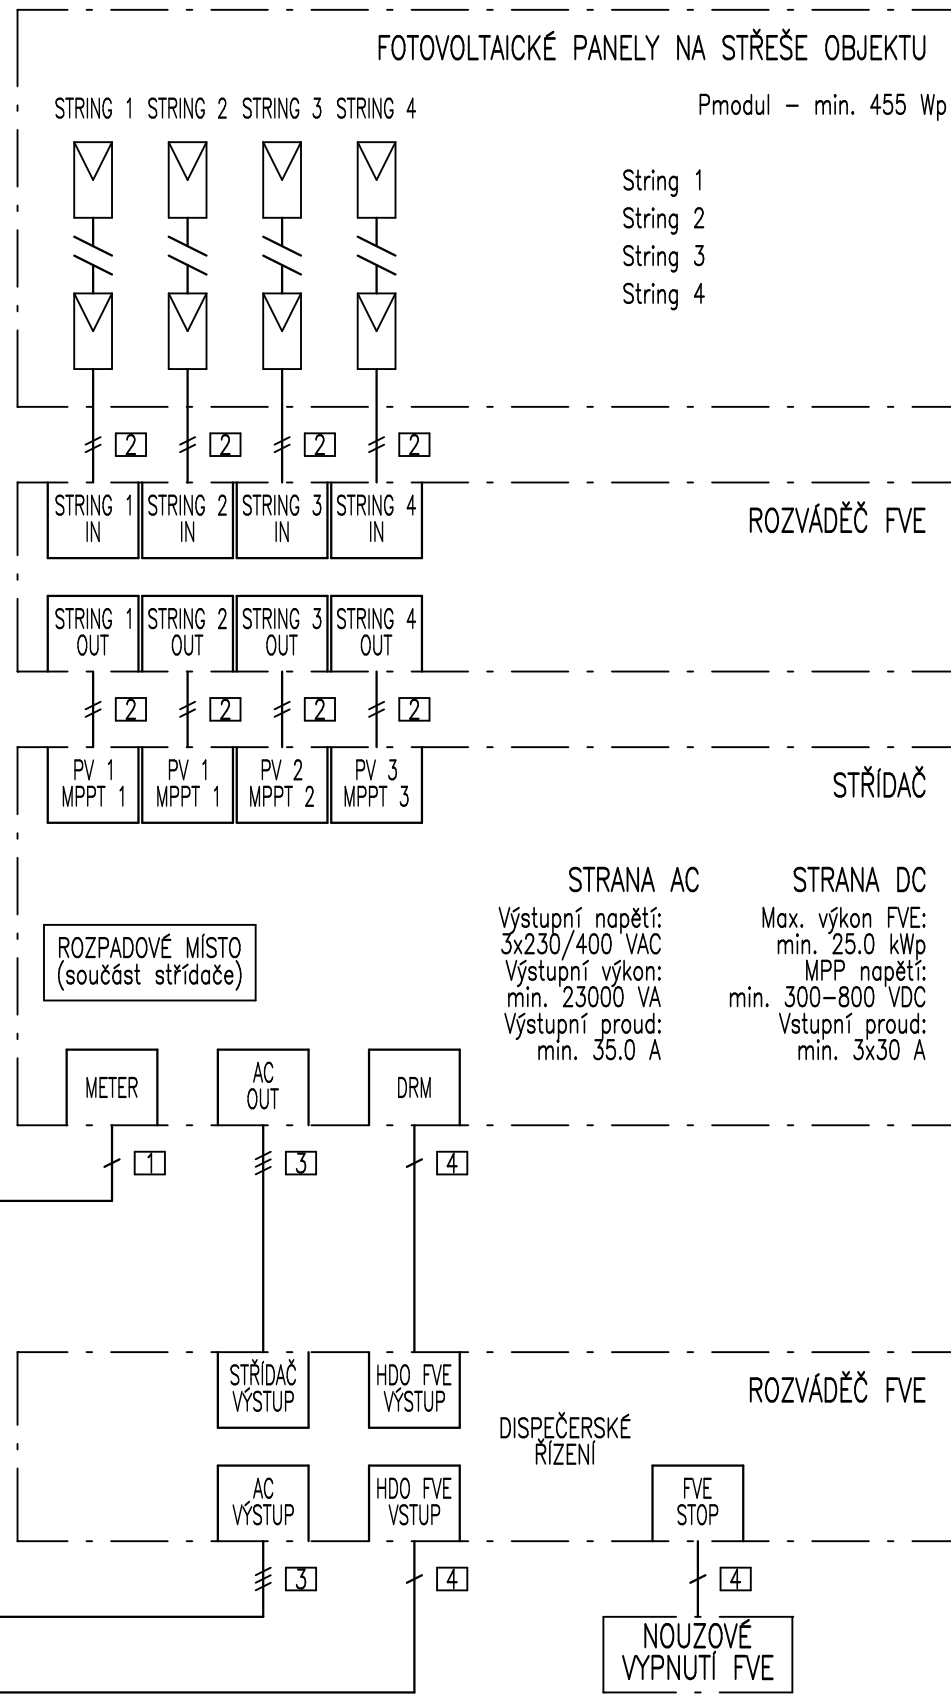 FOTOVOLTAICKÉ PANELY NA STŘEŠE OBJEKTU
STRING 1 STRING 2 STRING 3 STRING 4
Pmodul – min. 455 Wp
String 1
String 2
String 3
String 4
2 2 2 2
STRING 1 IN
STRING 2 IN
STRING 3 IN
STRING 4 IN
ROZVÁDĚČ FVE
STRING 1 OUT
STRING 2 OUT
STRING 3 OUT
STRING 4 OUT
2 2 2 2
PV 1 MPPT 1
PV 1 MPPT 1
PV 2 MPPT 2
PV 3 MPPT 3
STŘÍDAČ
STRANA AC
Výstupní napětí:
3x230/400 VAC
Výstupní výkon:
min. 23000 VA
Výstupní proud:
min. 35.0 A
STRANA DC
Max. výkon FVE:
min. 25.0 kWp
MPP napětí:
min. 300–800 VDC
Vstupní proud:
min. 3x30 A
ROZPADOVÉ MÍSTO
(součást střídače)
METER
AC
OUT
DRM
1 3 4
STŘÍDAČ
VÝSTUP
HDO FVE
VÝSTUP
ROZVÁDĚČ FVE
DISPEČERSKÉ
ŘÍZENÍ
AC
VÝSTUP
HDO FVE
VSTUP
FVE
STOP
3 4 4
NOUZOVÉ
VYPNUTÍ FVE